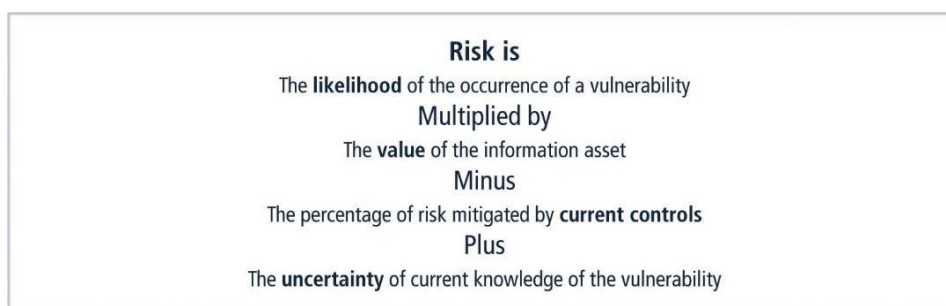 Risk is
The likelihood of the occurrence of a vulnerability
Multiplied by
The value of the information asset
Minus
The percentage of risk mitigated by current controls
Plus
The uncertainty of current knowledge of the vulnerability